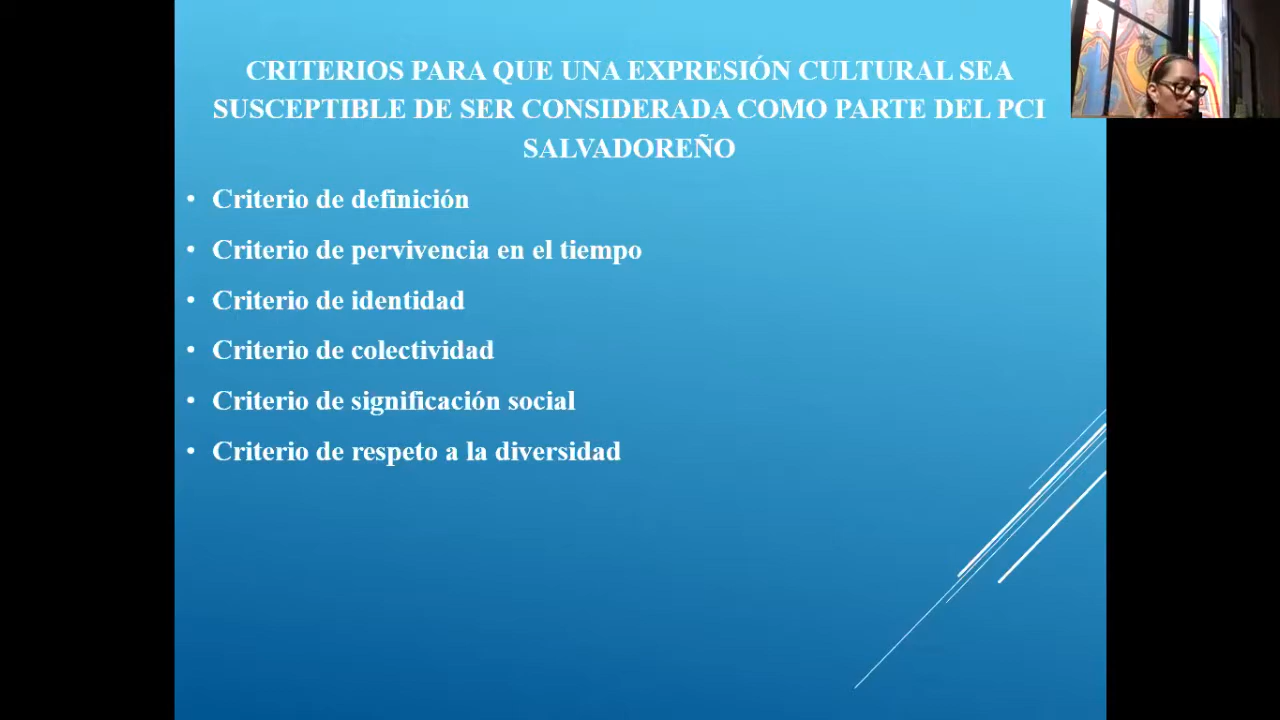 CRITERIOS PARA QUE UNA EXPRESIÓN CULTURAL SEA
SUSCEPTIBLE DE SER CONSIDERADA COMO PARTE DEL PCI
SALVADOREÑO
• Criterio de definición
• Criterio de pervivencia en el tiempo
• Criterio de identidad
• Criterio de colectividad
• Criterio de significación social
• Criterio de respeto a la diversidad